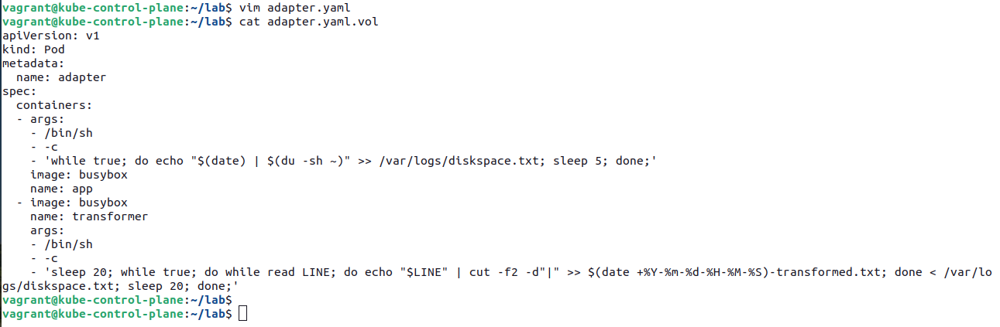 vagrant@kube-control-plane:~/lab$ vim adapter.yaml
vagrant@kube-control-plane:~/lab$ cat adapter.yaml.vol
apiVersion: v1
kind: Pod
metadata:
  name: adapter
spec:
  containers:
  - args:
    - /bin/sh
    - -c
    - 'while true; do echo "$(date) | $(du -sh ~)" >> /var/logs/diskspace.txt; sleep 5; done;'
    image: busybox
    name: app
  - image: busybox
    name: transformer
    args:
    - /bin/sh
    - -c
    - 'sleep 20; while true; do while read LINE; do echo "$LINE" | cut -f2 -d"|" >> $(date +%Y-%m-%d-%H-%M-%S)-transformed.txt; done < /var/lo
gs/diskspace.txt; sleep 20; done;'
vagrant@kube-control-plane:~/lab$
vagrant@kube-control-plane:~/lab$